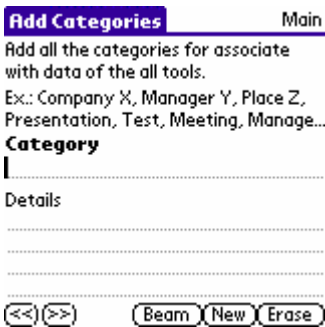 Add Categories Main
Add all the categories for associate
with data of the all tools.
Ex.: Company X, Manager Y, Place Z,
Presentation, Test, Meeting, Manage...
Category
Details
<< >> Beam New Erase